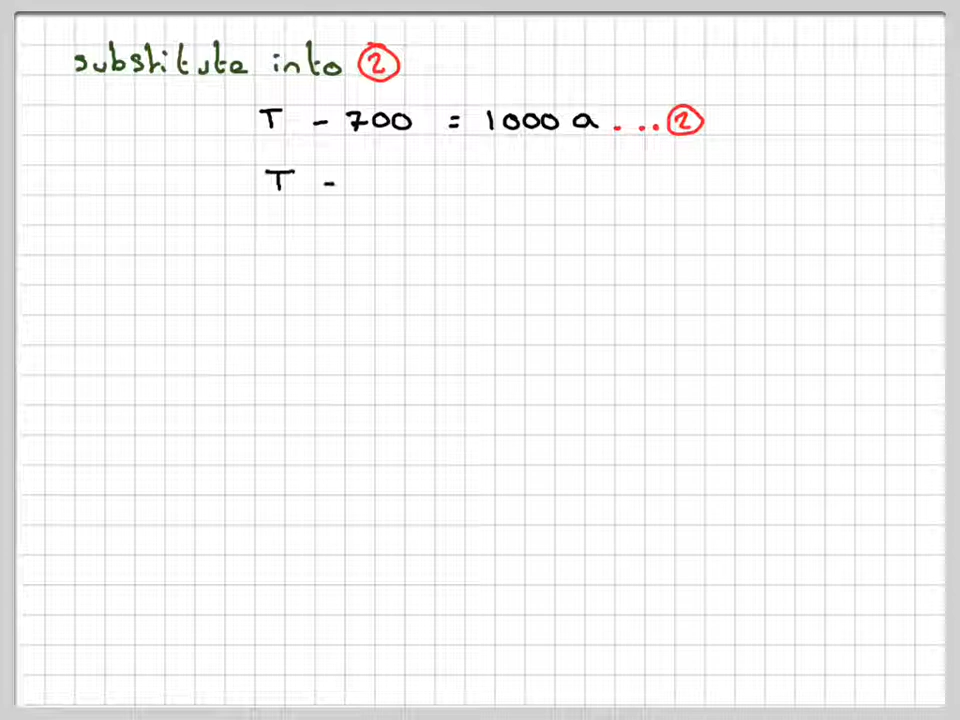 substitute into ②
T - 700 = 1000 a ... ②
T -